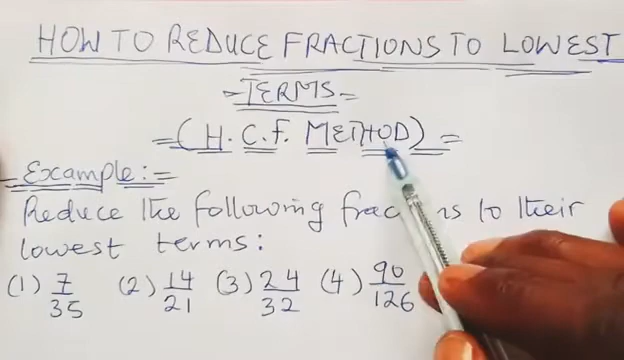 HOW TO REDUCE FRACTIONS TO LOWEST
-TERMS-
=(H.C.F. METHOD)=
-Example:-
Reduce the following to their
lowest terms:
(1) 7/35 (2) 14/21 (3) 24/32 (4) 90/126